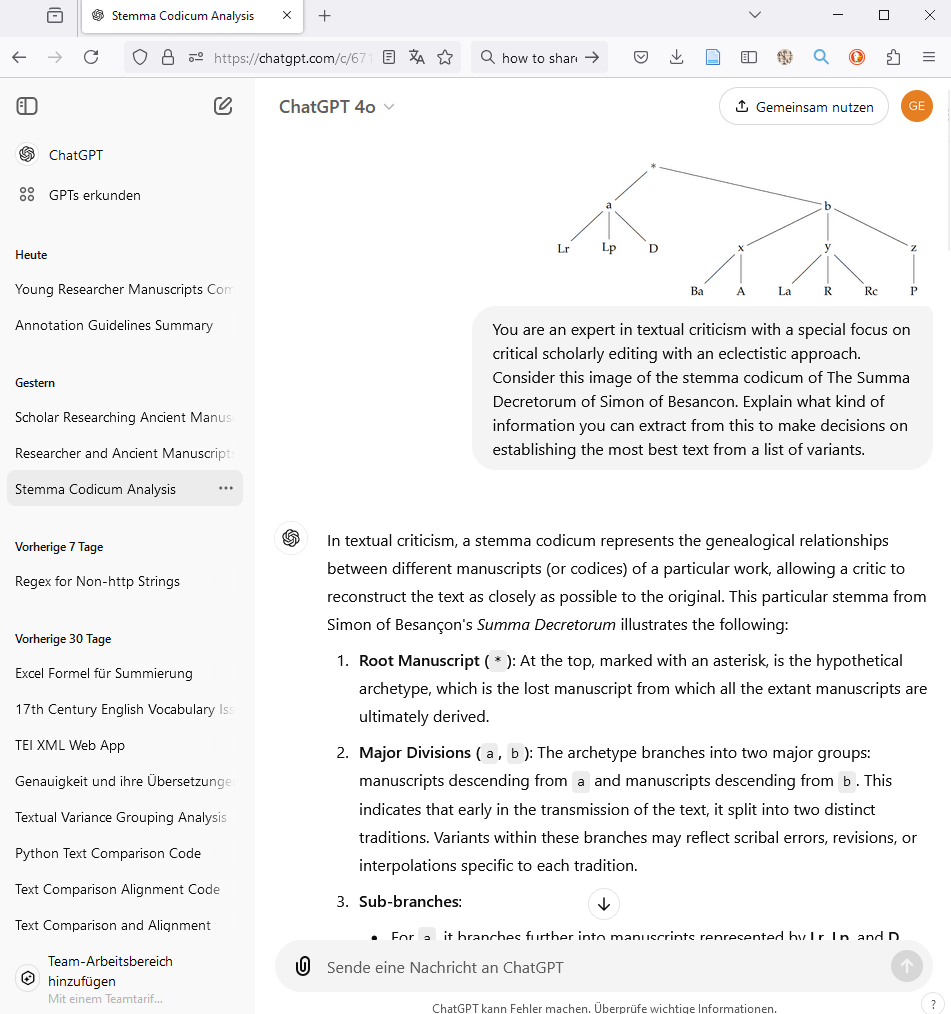 Stemma Codicum Analysis
https://chatgpt.com/c/671
how to share
ChatGPT
GPTs erkunden
Heute
Young Researcher Manuscripts Com
Annotation Guidelines Summary
Gestern
Scholar Researching Ancient Manus
Researcher and Ancient Manuscripts
Stemma Codicum Analysis
Vorherige 7 Tage
Regex for Non-http Strings
Vorherige 30 Tage
Excel Formel für Summierung
17th Century English Vocabulary Iss
TEI XML Web App
Genauigkeit und ihre Übersetzunge
Textual Variance Grouping Analysis
Python Text Comparison Code
Text Comparison Alignment Code
Text Comparison and Alignment
Team-Arbeitsbereich
hinzufügen
Mit einem Teamtarif...
ChatGPT 4o
Gemeinsam nutzen
GE
*
a b
Lr Lp D x y z
Ba A La R Rc P
You are an expert in textual criticism with a special focus on
critical scholarly editing with an eclectistic approach.
Consider this image of the stemma codicum of The Summa
Decretorum of Simon of Besancon. Explain what kind of
information you can extract from this to make decisions on
establishing the most best text from a list of variants.
In textual criticism, a stemma codicum represents the genealogical relationships
between different manuscripts (or codices) of a particular work, allowing a critic to
reconstruct the text as closely as possible to the original. This particular stemma from
Simon of Besançon's Summa Decretorum illustrates the following:
1. Root Manuscript ( * ): At the top, marked with an asterisk, is the hypothetical
archetype, which is the lost manuscript from which all the extant manuscripts are
ultimately derived.
2. Major Divisions ( a , b ): The archetype branches into two major groups:
manuscripts descending from a and manuscripts descending from b . This
indicates that early in the transmission of the text, it split into two distinct
traditions. Variants within these branches may reflect scribal errors, revisions, or
interpolations specific to each tradition.
3. Sub-branches:
• For a , it branches further into manuscripts represented by Lr, Lp, and D.
Sende eine Nachricht an ChatGPT
ChatGPT kann Fehler machen. Überprüfe wichtige Informationen.
?